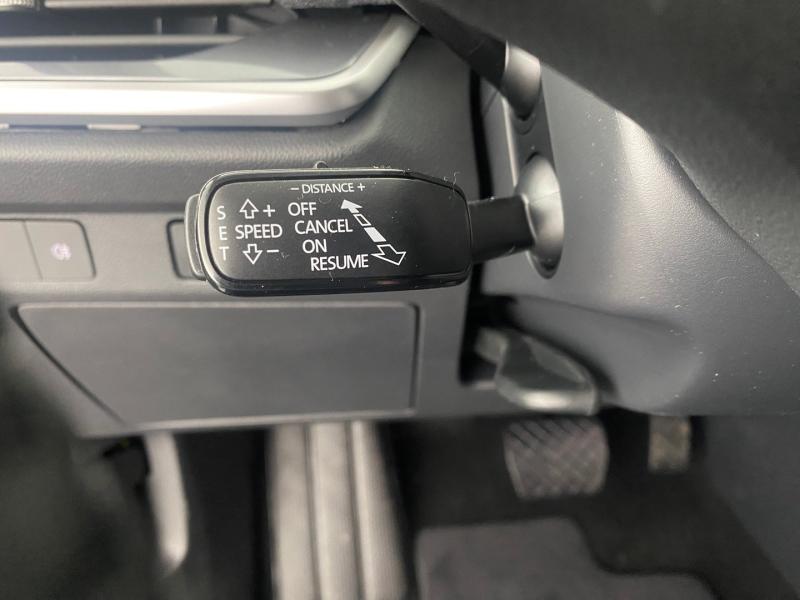 − DISTANCE +
S + OFF
E SPEED CANCEL
T − ON
RESUME